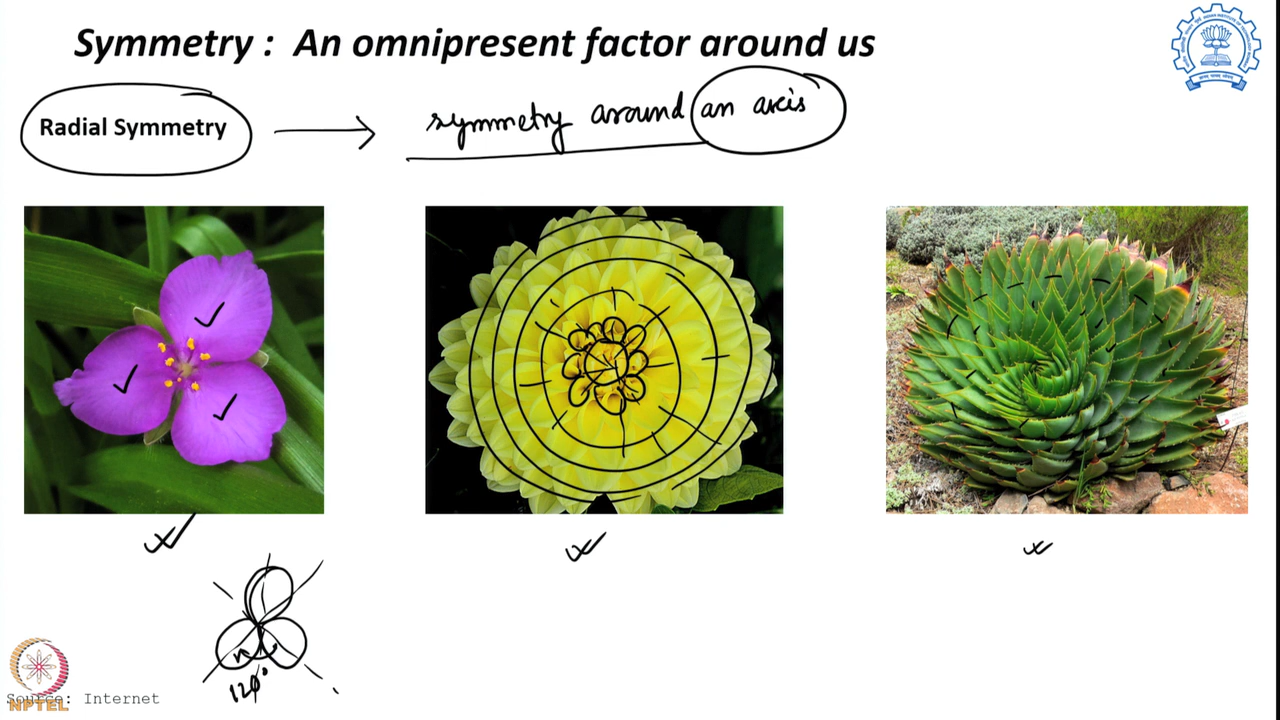 Symmetry : An omnipresent factor around us
Radial Symmetry
symmetry around an axis
120°
Source: Internet
NPTEL